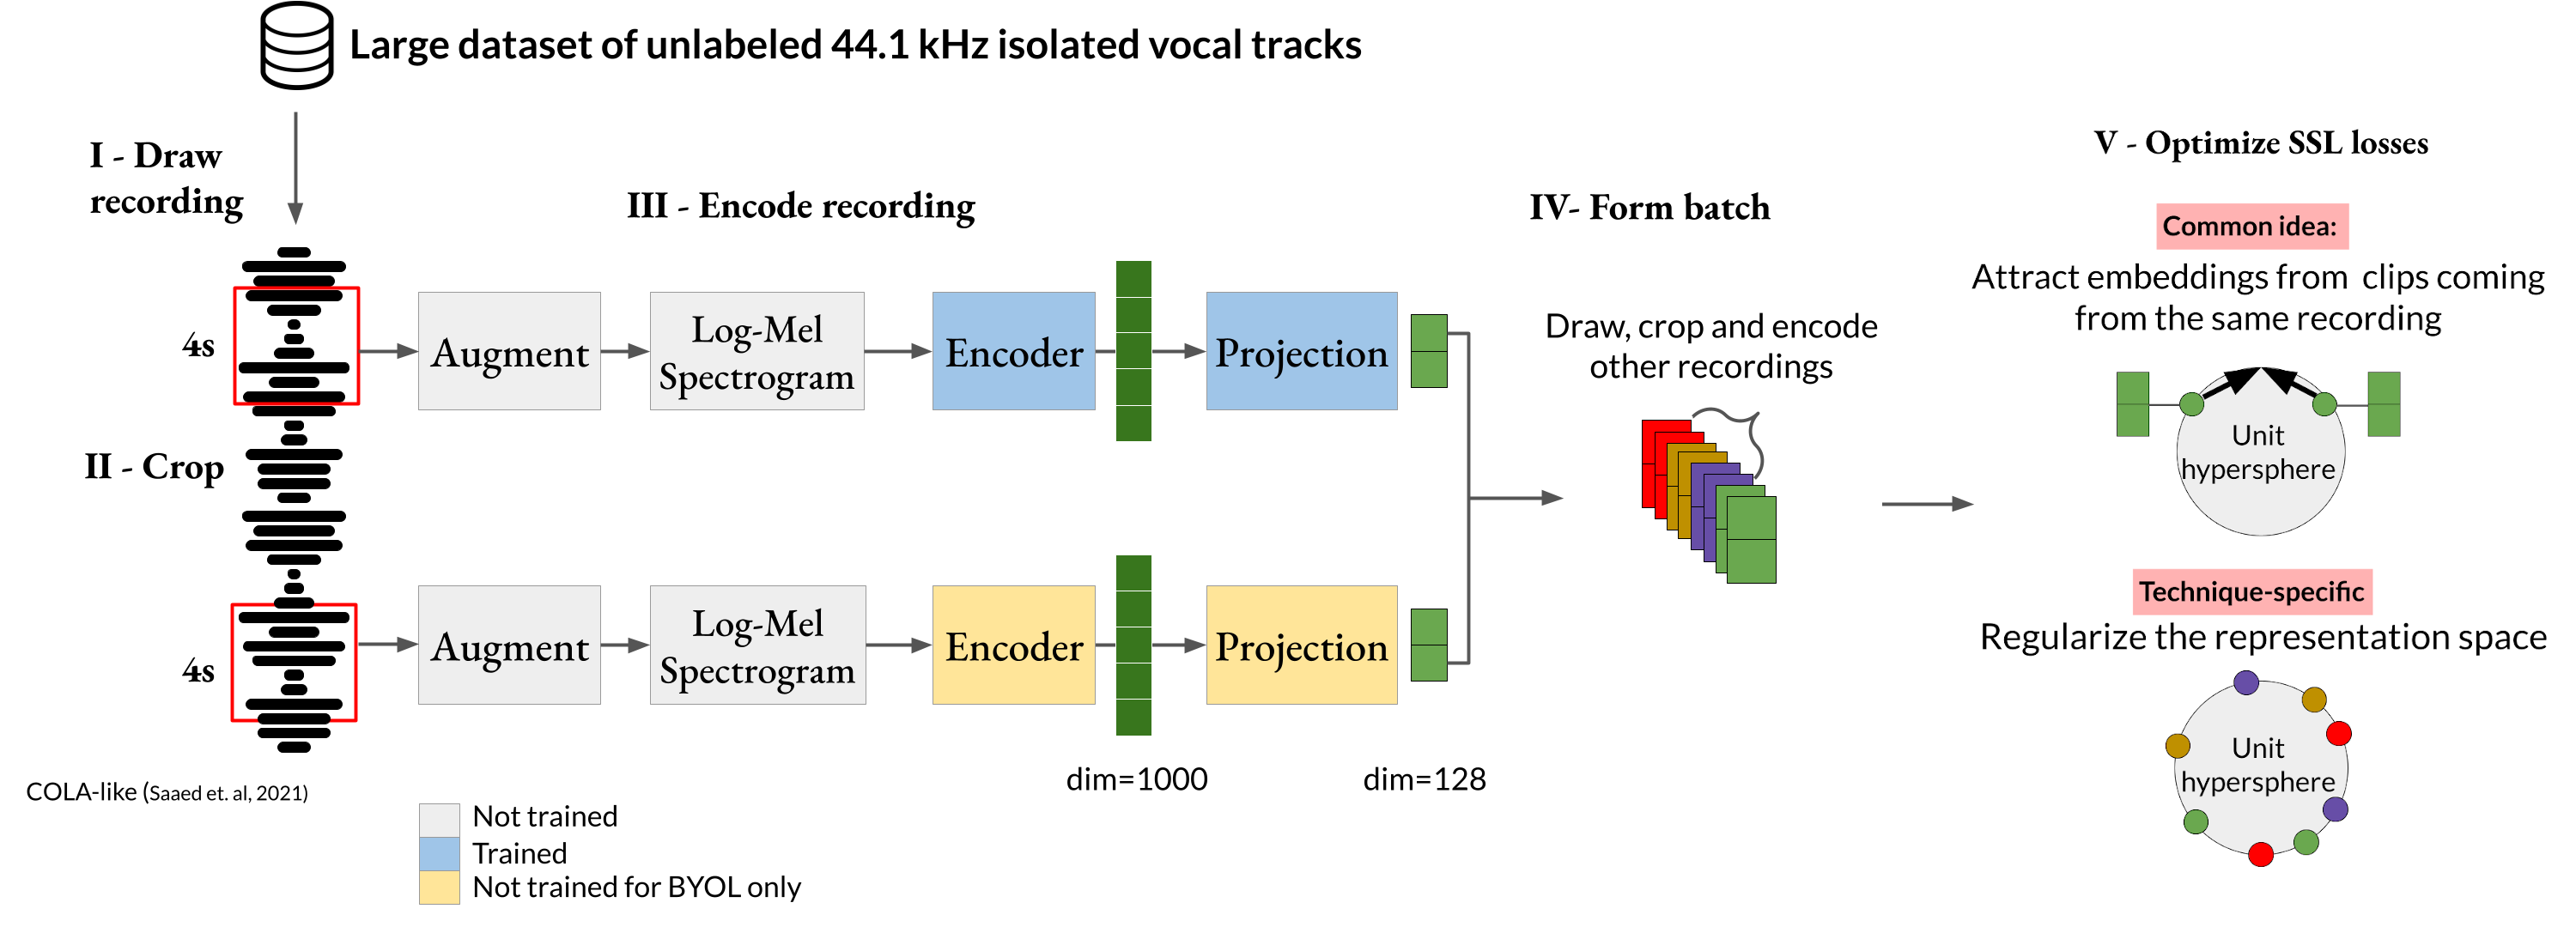 Large dataset of unlabeled 44.1 kHz isolated vocal tracks
I - Draw
recording
4s
II - Crop
4s
COLA-like (Saaed et. al, 2021)
III - Encode recording
Augment
Log-Mel
Spectrogram
Encoder
Projection
Augment
Log-Mel
Spectrogram
Encoder
Projection
dim=1000
dim=128
Not trained
Trained
Not trained for BYOL only
IV- Form batch
Draw, crop and encode
other recordings
V - Optimize SSL losses
Common idea:
Attract embeddings from clips coming
from the same recording
Unit
hypersphere
Technique-specific
Regularize the representation space
Unit
hypersphere